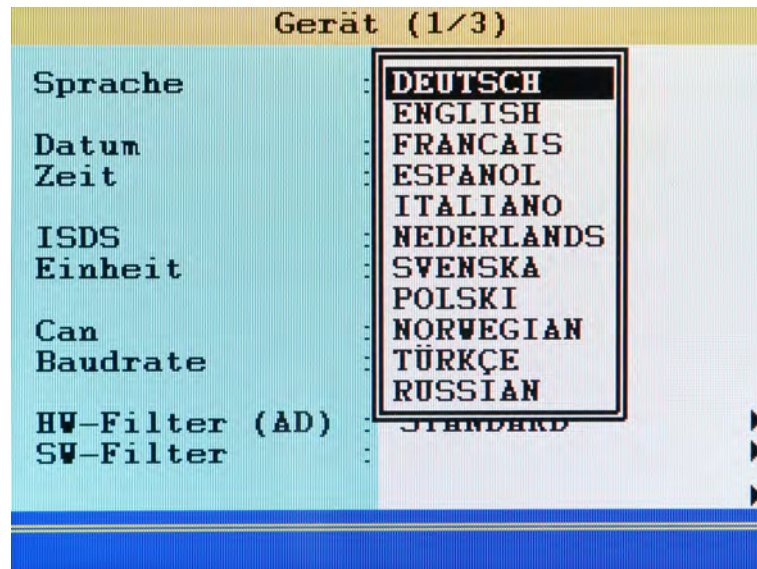 Gerät (1/3)
Sprache : DEUTSCH
ENGLISH
Datum : FRANCAIS
Zeit : ESPANOL
ITALIANO
ISDS : NEDERLANDS
Einheit : SVENSKA
POLSKI
Can : NORWEGIAN
Baudrate : TÜRKÇE
RUSSIAN
HW-Filter (AD) : STANDARD
SW-Filter :